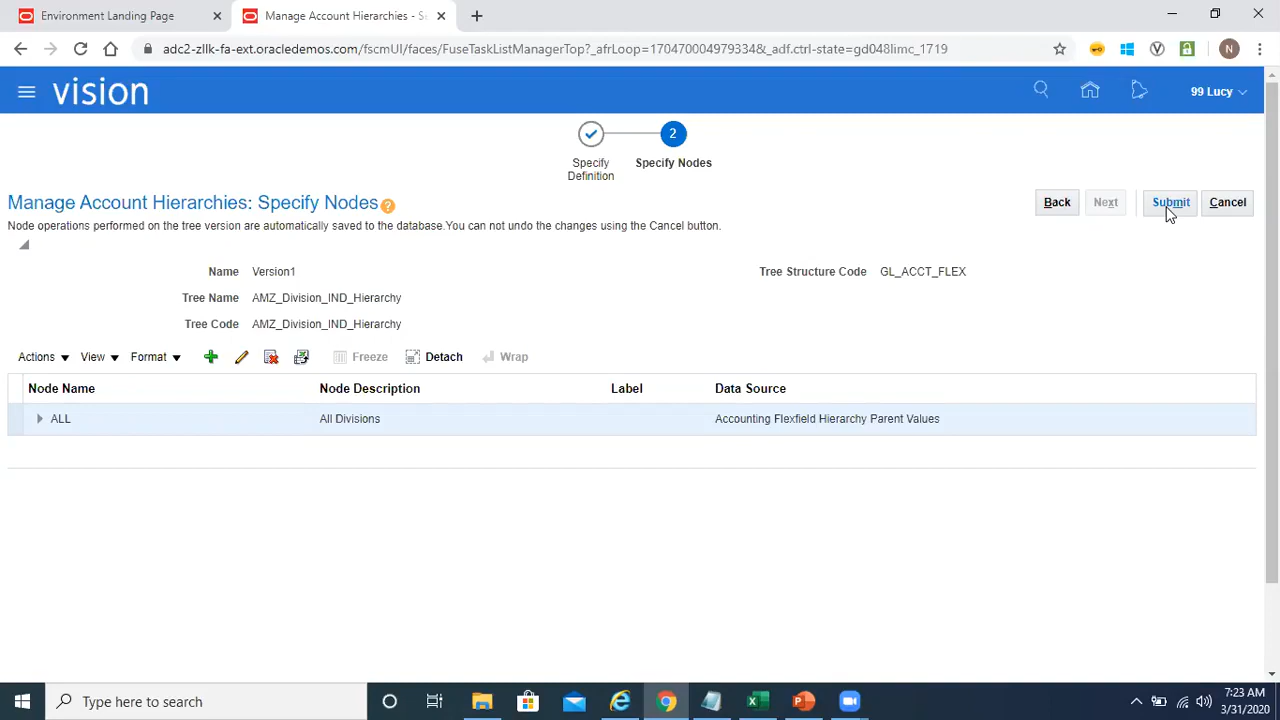 Environment Landing Page
Manage Account Hierarchies - S
adc2-zllk-fa-ext.oracledemos.com/fscmUI/faces/FuseTaskListManagerTop?_afrLoop=170470004979334&_adf.ctrl-state=gd048limc_1719
N
vision
99 Lucy
2
Specify Definition
Specify Nodes
Manage Account Hierarchies: Specify Nodes ?
Back Next Submit Cancel
Node operations performed on the tree version are automatically saved to the database.You can not undo the changes using the Cancel button.
Name Version1
Tree Structure Code GL_ACCT_FLEX
Tree Name AMZ_Division_IND_Hierarchy
Tree Code AMZ_Division_IND_Hierarchy
Actions View Format Freeze Detach Wrap
Node Name Node Description Label Data Source
ALL All Divisions Accounting Flexfield Hierarchy Parent Values
Type here to search
7:23 AM
3/31/2020